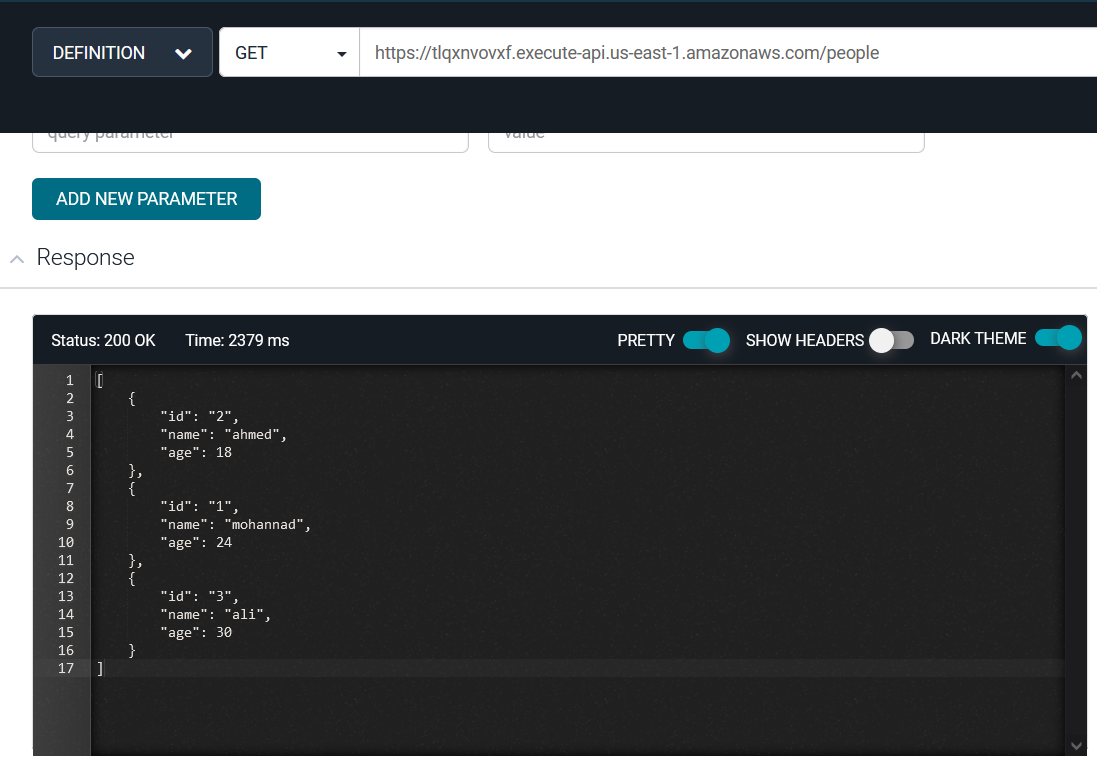 DEFINITION GET https://tlqxnvovxf.execute-api.us-east-1.amazonaws.com/people
query parameter value
ADD NEW PARAMETER
Response
Status: 200 OK Time: 2379 ms PRETTY SHOW HEADERS DARK THEME
1 [
2 {
3 "id": "2",
4 "name": "ahmed",
5 "age": 18
6 },
7 {
8 "id": "1",
9 "name": "mohannad",
10 "age": 24
11 },
12 {
13 "id": "3",
14 "name": "ali",
15 "age": 30
16 }
17 ]